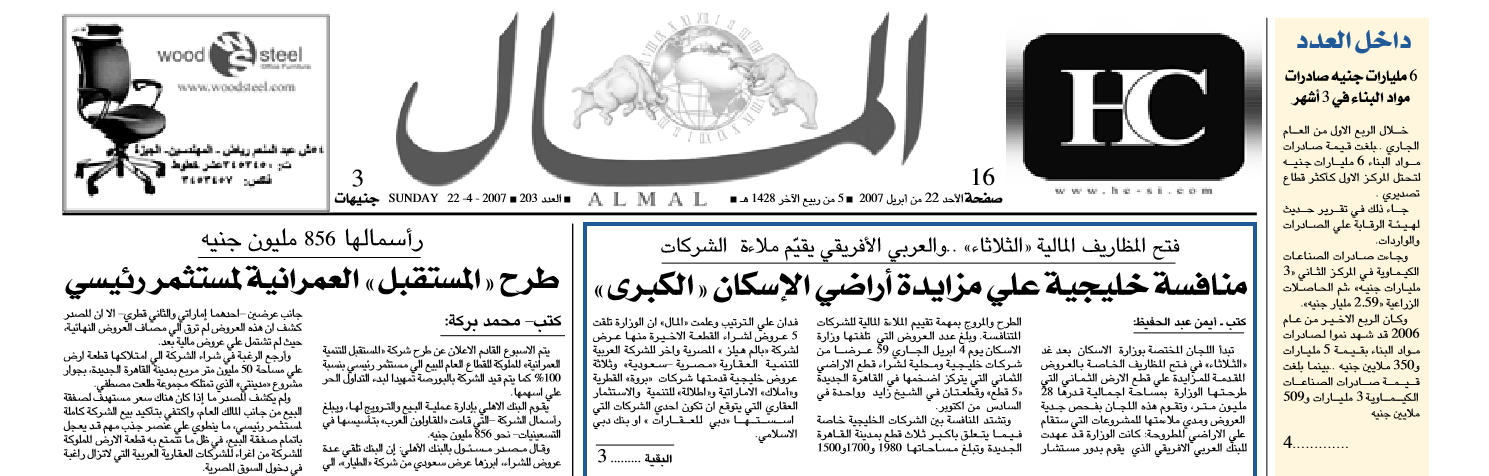 داخل العدد
6 مليارات جنيه صادرات
مواد البناء في 3 أشهر
خلال الربع الاول من العام
الجاري ..بلغت قيمة صادرات
مواد البناء 6 مليارات جنيه
لتحتل المركز الاول كأكثر قطاع
تصديري .
جاء ذلك في تقرير حديث
لهيئة الرقابة علي الصادرات
والواردات.
وجاءت صادرات الصناعات
الكيماوية في المركز الثاني «3
مليارات جنيه» ،ثم الحاصلات
الزراعية «2.59 مليار جنيه».
وكان الربع الاخير من عام
2006 قد شهد نموا لصادرات
مواد البناء بقيمة 5 مليارات
و350 ملايين جنيه ..بينما بلغت
قيمة صادرات الصناعات
الكيماوية 3 مليارات و509
ملايين جنيه
4.............
HC
www.hc-si.com
المال
ALMAL
wood steel
Office Furniture
www.woodsteel.com
٥٤ش عبد المنعم رياض - المهندسين- الجيزة
ت: ٣٤٥٣٤٥٠ عشر خطوط
فاكس: ٣٤٥٣٤٥٧
16
صفحة الأحد 22 من ابريل 2007 ■ 5 من ربيع الآخر 1428 هـ ■
■ العدد 203 ■ SUNDAY 22 -4 - 2007
3
جنيهات
فتح المظاريف المالية «الثلاثاء» ..والعربي الأفريقي يقيّم ملاءة الشركات
منافسة خليجية علي مزايدة أراضي الإسكان «الكبرى»
كتب ـ ايمن عبد الحفيظ:
تبدا اللجان المختصة بوزارة الاسكان بعد غد
«الثلاثاء» في فتح المظاريف الخاصة بالعروض
المقدمة للمزايدة علي قطع الارض الثماني التي
طرحتها الوزارة بمساحة اجمالية قدرها 28
مليون متر، وتقوم هذه اللجان بفحص جدية
العروض ومدي ملاءمتها للمشروعات التي ستقام
علي الاراضي المطروحة: كانت الوزارة قد عهدت
للبنك العربي الافريقي الذي يقوم بدور مستشار
الطرح والمروج بمهمة تقييم الملاءة المالية للشركات
المتنافسة. وبلغ عدد العروض التي تلقتها وزارة
الاسكان يوم 4 ابريل الجاري 59 عرضا من
شركات خليجية ومحلية لشراء قطع الاراضي
الثماني التي يتركز اضخمها في القاهرة الجديدة
«5 قطع» وقطعتان في الشيخ زايد وواحدة في
السادس من اكتوبر.
وتشتد المنافسة بين الشركات الخليجية خاصة
فيما يتعلق باكبر ثلاث قطع بمدينة القاهرة
الجديدة وتبلغ مساحاتها 1980 و1700و1500
فدان علي الترتيب وعلمت «المال» ان الوزارة تلقت
5 عروض لشراء القطعة الاخيرة منها عرض
لشركة «بالم هيلز» المصرية واخر للشركة العربية
للتنمية العقارية «مصرية -سعودية» وثلاثة
عروض خليجية قدمتها شركات «بروة» القطرية
و«املاك» الاماراتية و«اطلالة» للتنمية والاستثمار
العقاري التي يتوقع ان تكون لحدي الشركات التي
اسستها «دبي للعقارات » او بنك دبي
الاسلامي.
البقية ......... 3
رأسمالها 856 مليون جنيه
طرح «المستقبل» العمرانية لمستثمر رئيسي
كتب- محمد بركة:
يتم الاسبوع القادم الاعلان عن طرح شركة «المستقبل للتنمية
العمرانية» المملوكة للقطاع العام للبيع الي مستثمر رئيسي بنسبة
100% كما يتم قيد الشركة بالبورصة تمهيدا لبدء التداول الحر
علي اسهمها.
يقوم البنك الاهلي بإدارة عملية البيع والترويج لها، ويبلغ
رأسمال الشركة –التي قامت «المقاولون العرب» بتأسيسها في
التسعينيات- نحو 856 مليون جنيه.
وقال مصدر مسئول بالبنك الأهلي: إن البنك تلقي عدة
عروض للشراء، ابرزها عرض سعودي من شركة «الطيار»، الي
جانب عرضين –احدهما إماراتي والثاني قطري– الا ان المصدر
كشف ان هذه العروض لم ترق الي مصاف العروض النهائية،
حيث لم تشتمل علي عروض مالية بعد.
وارجع الرغبة في شراء الشركة الي امتلاكها قطعة ارض
علي مساحة 50 مليون متر مربع بمدينة القاهرة الجديدة، بجوار
مشروع «مدينتي» الذي تمتلكه مجموعة طلعت مصطفي.
ولم يكشف المصدر ما إذا كان هناك سعر مستهدف لصفقة
البيع من جانب المالك العام، وإكتفي بتاكيد بيع الشركة كاملة
لمستثمر رئيسي، ما ينطوي علي عنصر جذب مهم قد يعجل
باتمام صفقة البيع، في ظل ما تتمتع به قطعة الارض المملوكة
للشركة من اغراء للشركات العقارية العربية التي لاتزال راغبة
في دخول السوق المصرية.